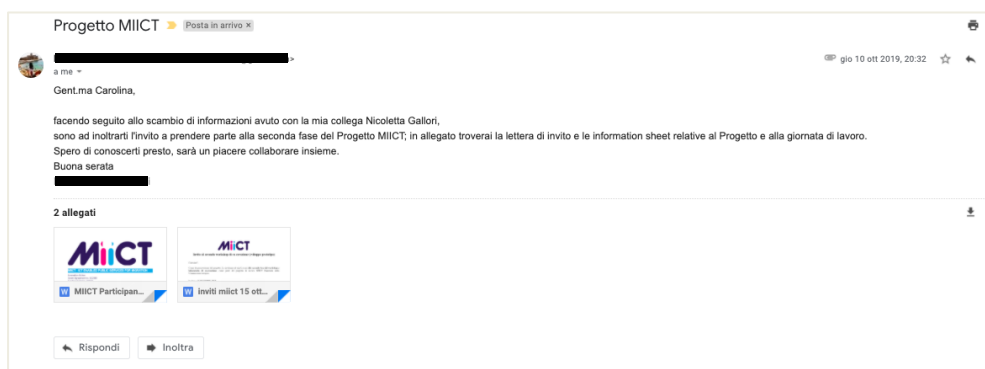 Progetto MIICT Posta in arrivo ×
gio 10 ott 2019, 20:32
a me
Gent.ma Carolina,
facendo seguito allo scambio di informazioni avuto con la mia collega Nicoletta Gallori,
sono ad inoltrarti l'invito a prendere parte alla seconda fase del Progetto MIICT; in allegato troverai la lettera di invito e le information sheet relative al Progetto e alla giornata di lavoro.
Spero di conoscerti presto, sarà un piacere collaborare insieme.
Buona serata
2 allegati
MiiCT
MiiCT
W MIICT Participan...
W inviti miict 15 ott...
Rispondi
Inoltra